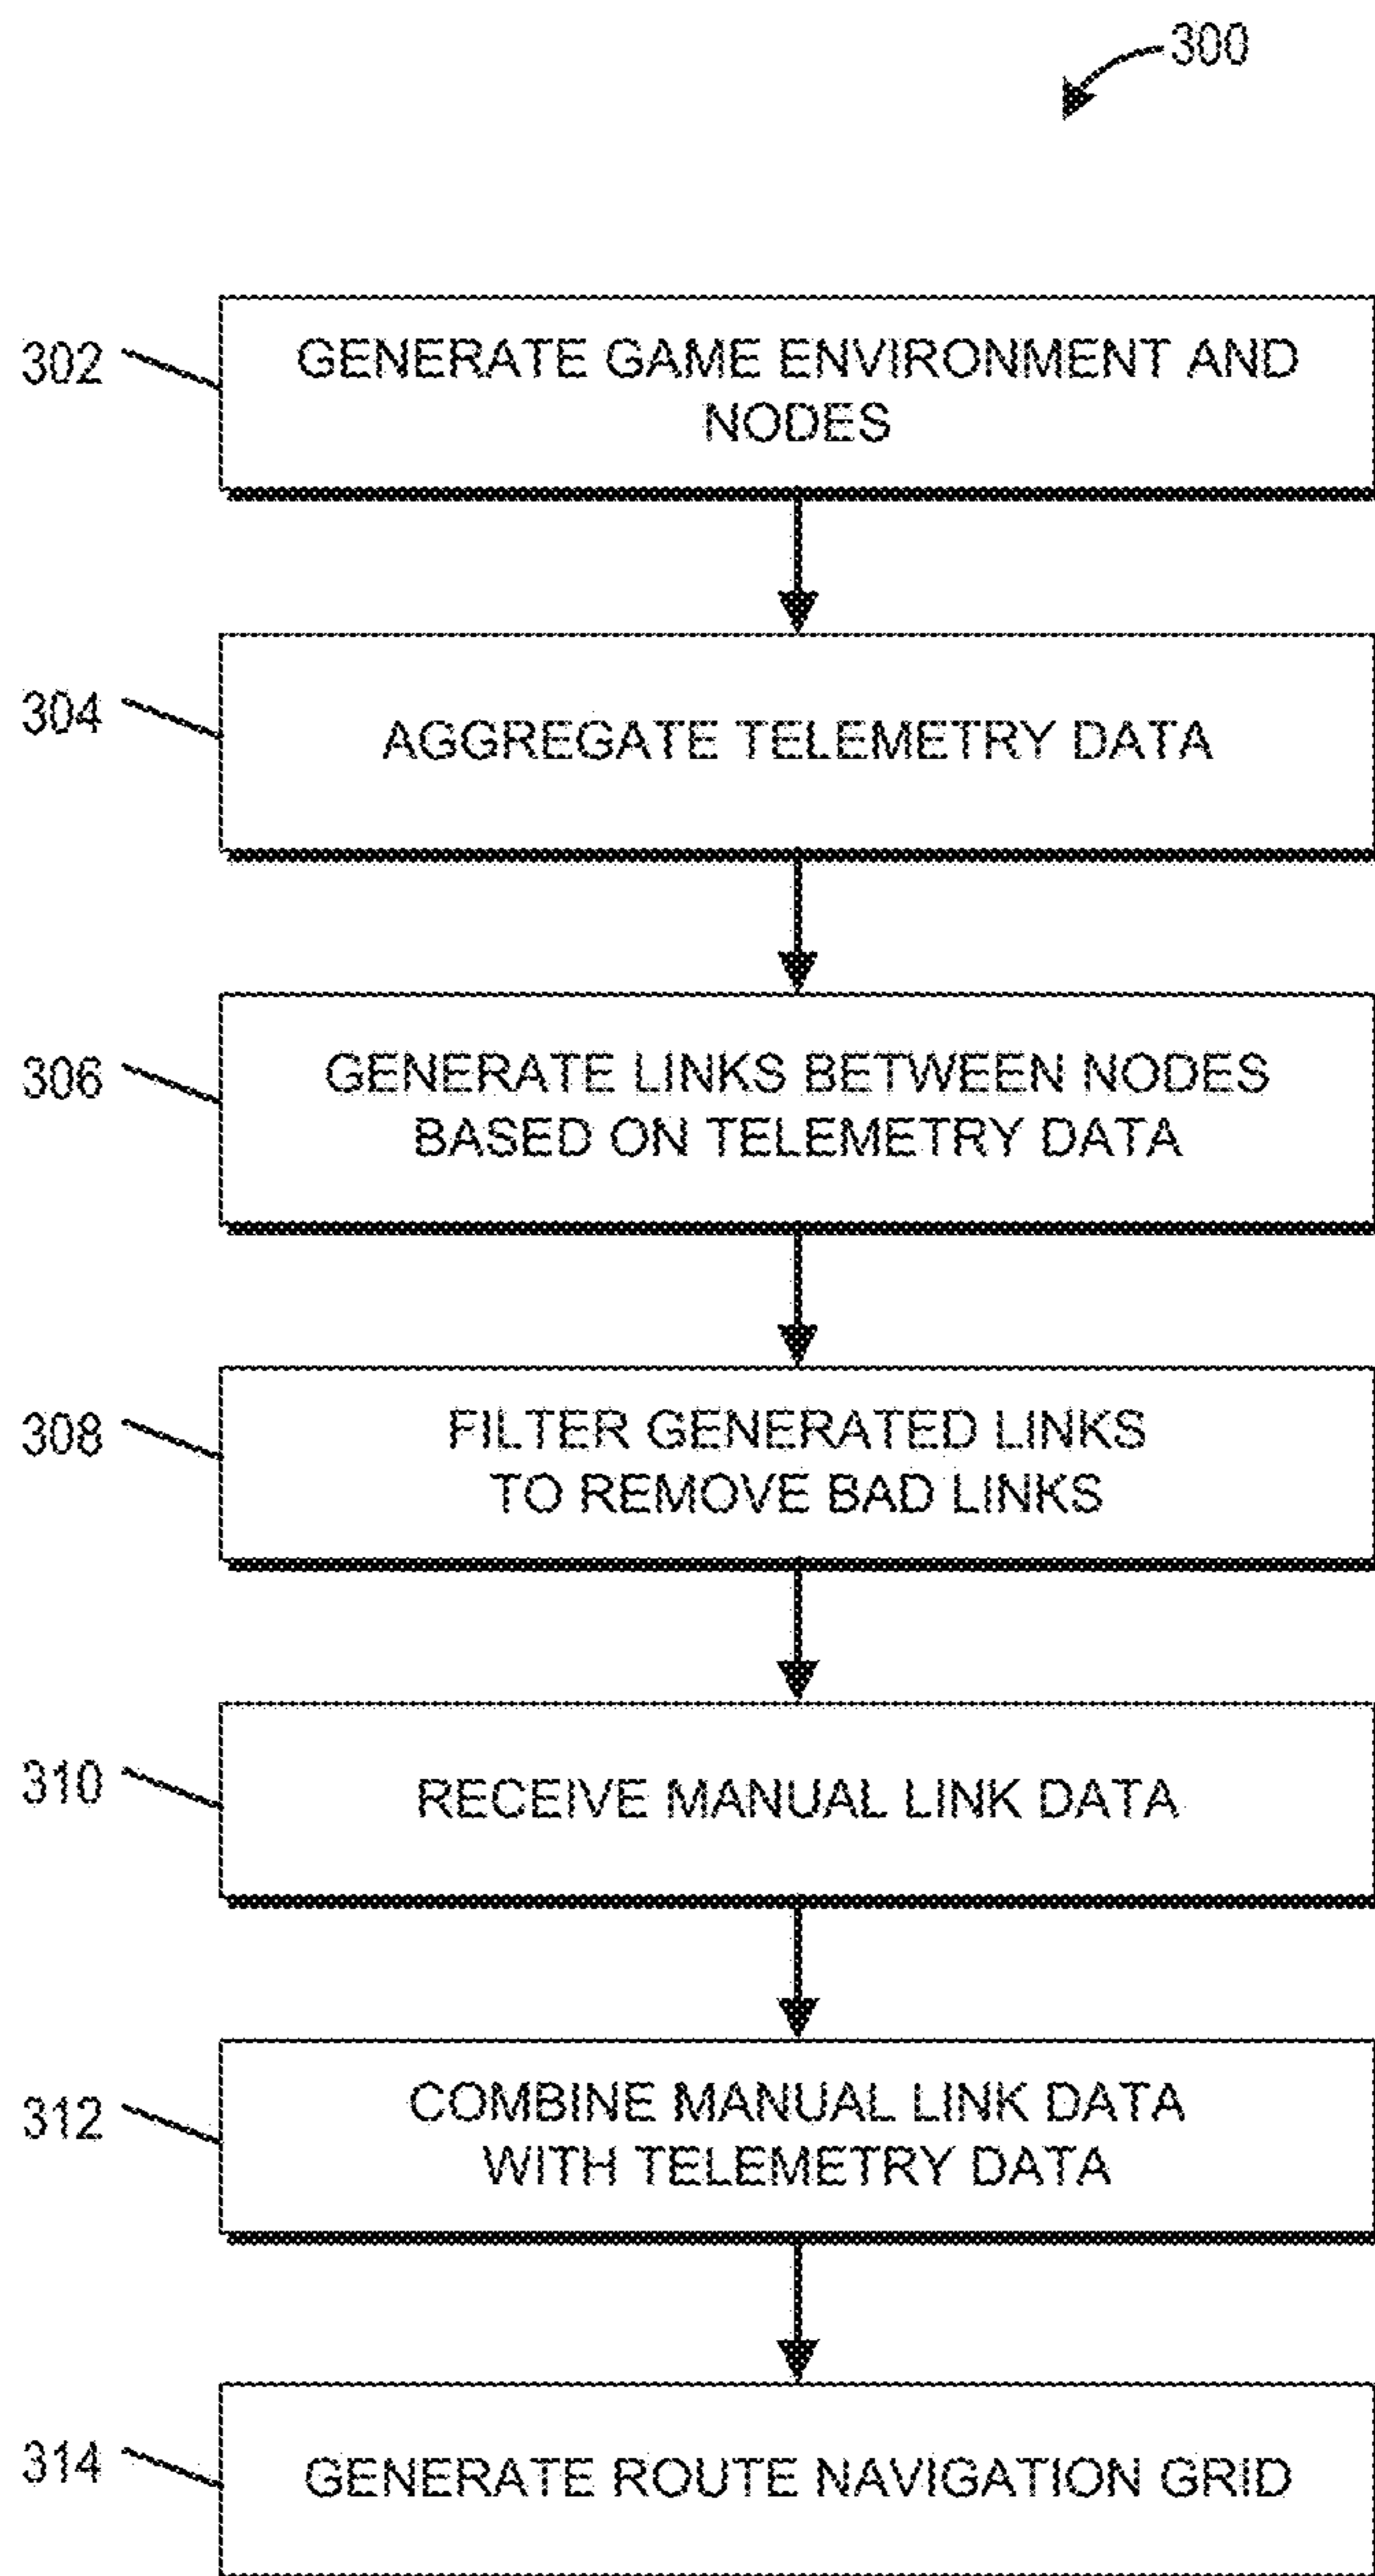 300
302
GENERATE GAME ENVIRONMENT AND
NODES
304
AGGREGATE TELEMETRY DATA
306
GENERATE LINKS BETWEEN NODES
BASED ON TELEMETRY DATA
308
FILTER GENERATED LINKS
TO REMOVE BAD LINKS
310
RECEIVE MANUAL LINK DATA
312
COMBINE MANUAL LINK DATA
WITH TELEMETRY DATA
314
GENERATE ROUTE NAVIGATION GRID